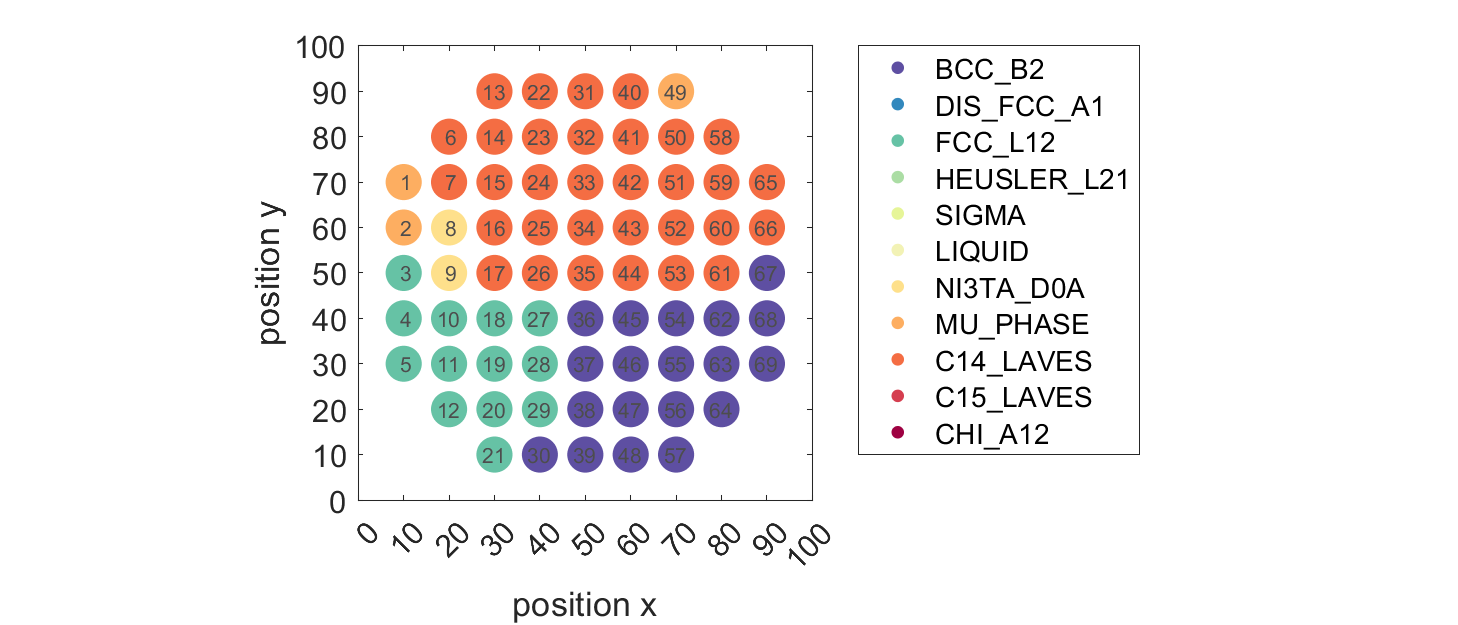 100
90 13 22 31 40 49
80 6 14 23 32 41 50 58
70 1 7 15 24 33 42 51 59 65
60 2 8 16 25 34 43 52 60 66
50 3 9 17 26 35 44 53 61 67
40 4 10 18 27 36 45 54 62 68
30 5 11 19 28 37 46 55 63 69
20 12 20 29 38 47 56 64
10 21 30 39 48 57
0
0 10 20 30 40 50 60 70 80 90 100
position x
position y
BCC_B2
DIS_FCC_A1
FCC_L12
HEUSLER_L21
SIGMA
LIQUID
NI3TA_D0A
MU_PHASE
C14_LAVES
C15_LAVES
CHI_A12